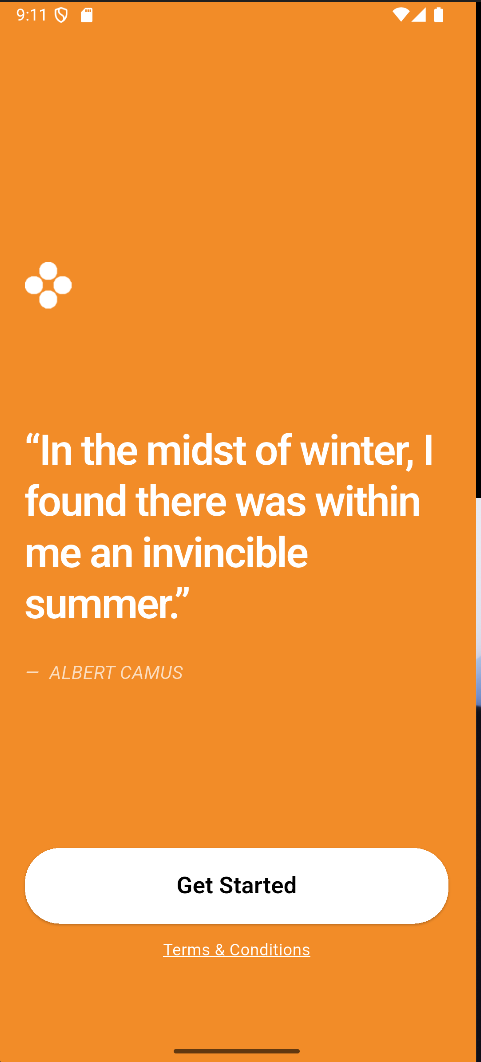 9:11
“In the midst of winter, I
found there was within
me an invincible
summer.”
— ALBERT CAMUS
Get Started
Terms & Conditions